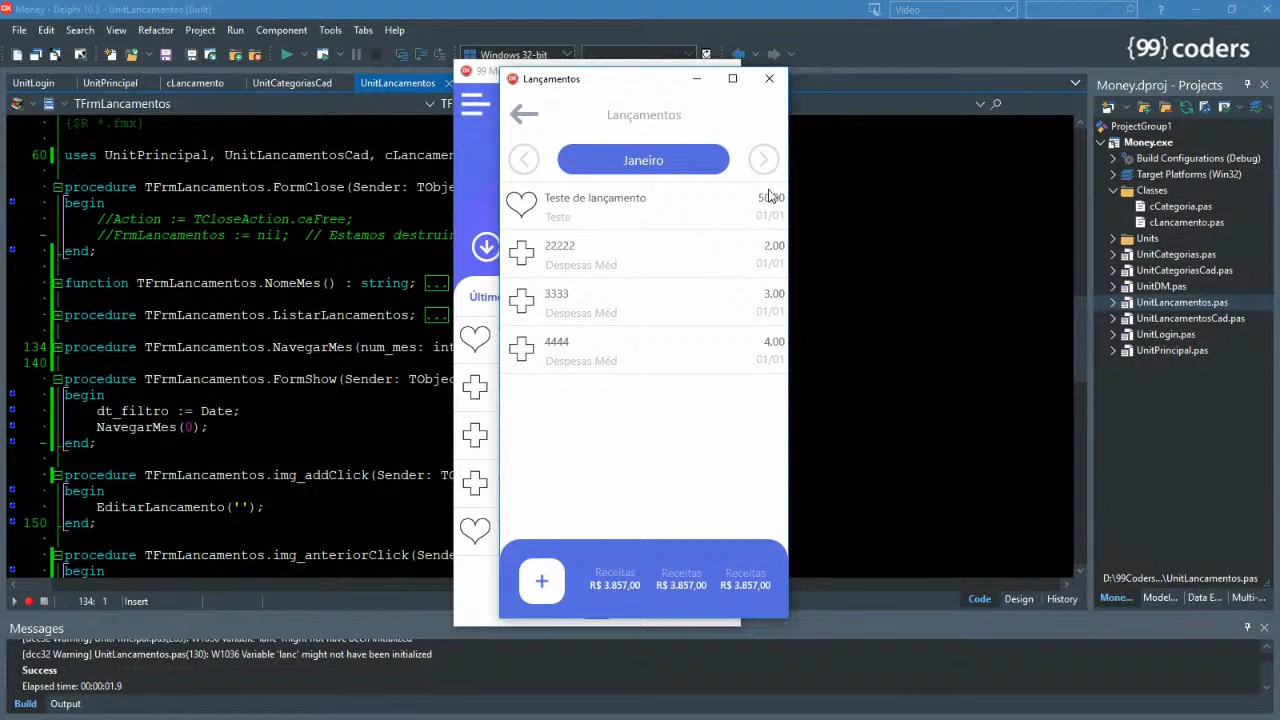 Money - Delphi 10.3 - UnitLancamentos [Built]
Video
File Edit Search View Refactor Project Run Component Tools Tabs Help
Windows 32-bit
{99} coders
UnitLogin UnitPrincipal cLancamento UnitCategoriasCad UnitLancamentos
TFrmLancamentos
{$R *.fmx}
60 uses UnitPrincipal, UnitLancamentosCad, cLancamen
procedure TFrmLancamentos.FormClose(Sender: TObje
begin
//Action := TCloseAction.caFree;
//FrmLancamentos := nil; // Estamos destruin
end;
function TFrmLancamentos.NomeMes() : string; ...
procedure TFrmLancamentos.ListarLancamentos; ...
134 procedure TFrmLancamentos.NavegarMes(num_mes: int
140
procedure TFrmLancamentos.FormShow(Sender: TObjec
begin
dt_filtro := Date;
NavegarMes(0);
end;
procedure TFrmLancamentos.img_addClick(Sender: TO
begin
EditarLancamento('');
150 end;
procedure TFrmLancamentos.img_anteriorClick(Sende
begin
134: 1 Insert
Code Design History
99 M
Últim
Lançamentos
Lançamentos
Janeiro
Teste de lançamento
Teste 01/01
22222 2,00
Despesas Méd 01/01
3333 3,00
Despesas Méd 01/01
4444 4,00
Despesas Méd 01/01
+
Receitas Receitas Receitas
R$ 3.857,00 R$ 3.857,00 R$ 3.857,00
Money.dproj - Projects
ProjectGroup1
Money.exe
Build Configurations (Debug)
Target Platforms (Win32)
Classes
cCategoria.pas
cLancamento.pas
Units
UnitCategorias.pas
UnitCategoriasCad.pas
UnitDM.pas
UnitLancamentos.pas
UnitLancamentosCad.pas
UnitLogin.pas
UnitPrincipal.pas
D:\99Coders...\UnitLancamentos.pas
Mone... Model... Data E... Multi-...
Messages
[dcc32 Warning] UnitLancamentos.pas(130): W1036 Variable 'lanc' might not have been initialized
Success
Elapsed time: 00:00:01.9
Build Output